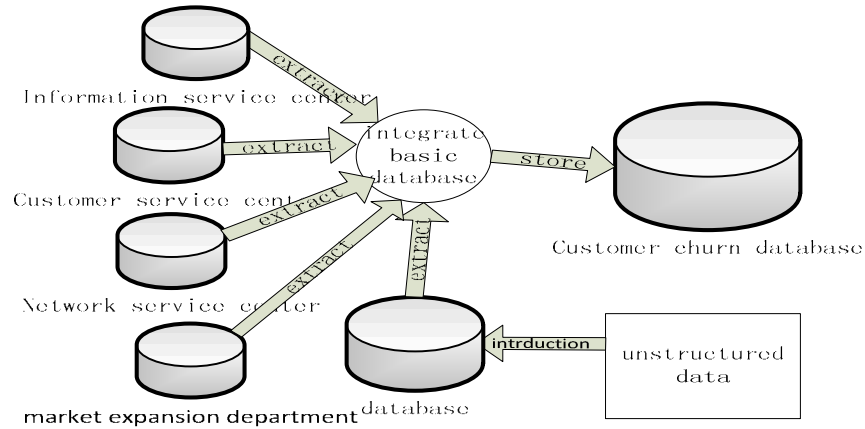 extract
Information service center
extract
integrate
basic
database
store
Customer service cent
extract
Customer churn database
extract
extract
Network service center
intrduction
unstructured
data
market expansion department
database